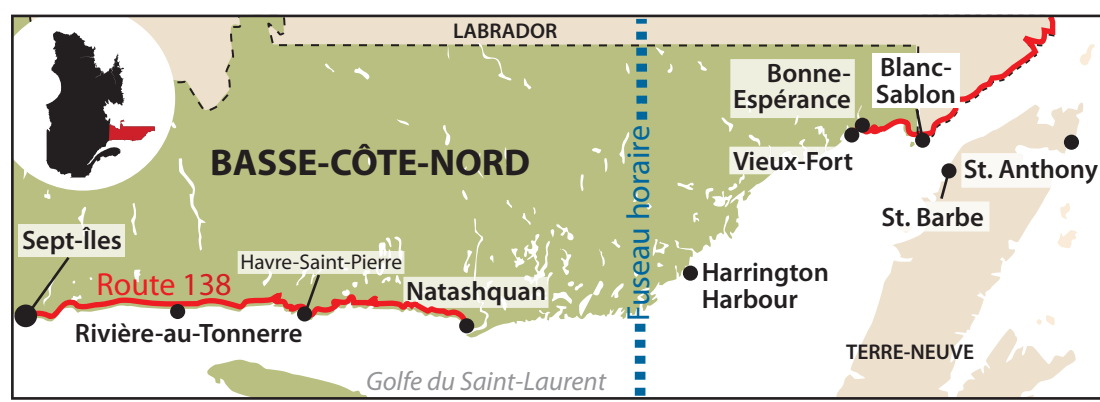 LABRADOR
Bonne-
Espérance
Blanc-
Sablon
BASSE-CÔTE-NORD
Fuseau horaire
Vieux-Fort
St. Anthony
St. Barbe
Sept-Îles
Havre-Saint-Pierre
Route 138
Natashquan
Harrington
Harbour
Rivière-au-Tonnerre
TERRE-NEUVE
Golfe du Saint-Laurent